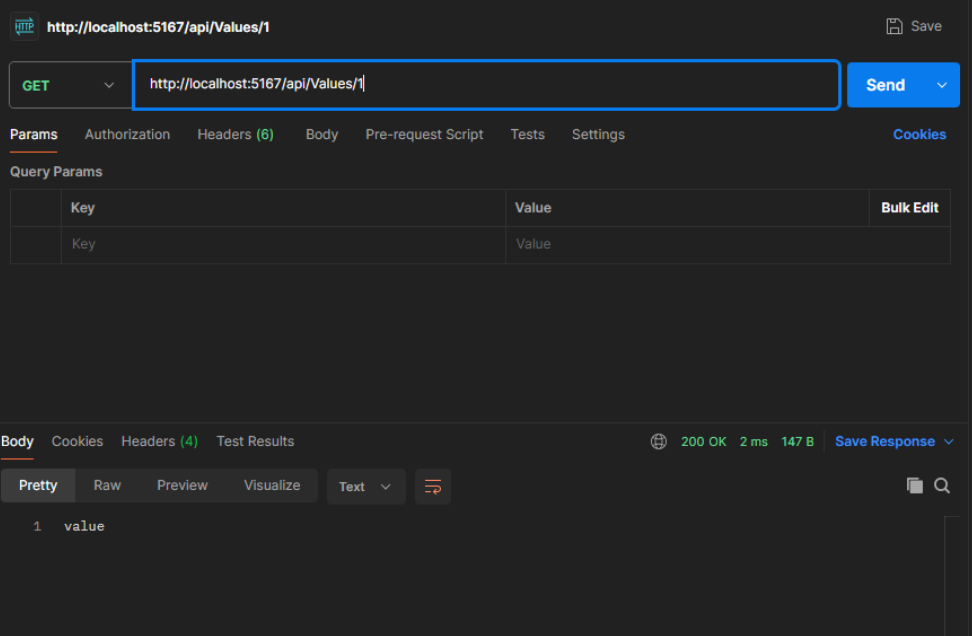 HTTP http://localhost:5167/api/Values/1 Save
GET http://localhost:5167/api/Values/1 Send
Params Authorization Headers (6) Body Pre-request Script Tests Settings Cookies
Query Params
Key Value Bulk Edit
Key Value
Body Cookies Headers (4) Test Results 200 OK 2 ms 147 B Save Response
Pretty Raw Preview Visualize Text
1 value